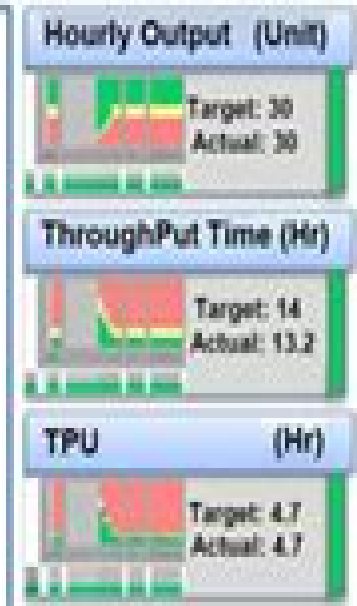 Hourly Output (Unit)
Target: 30
Actual: 30
ThroughPut Time (Hr)
Target: 14
Actual: 13.2
TPU (Hr)
Target: 4.7
Actual: 4.7